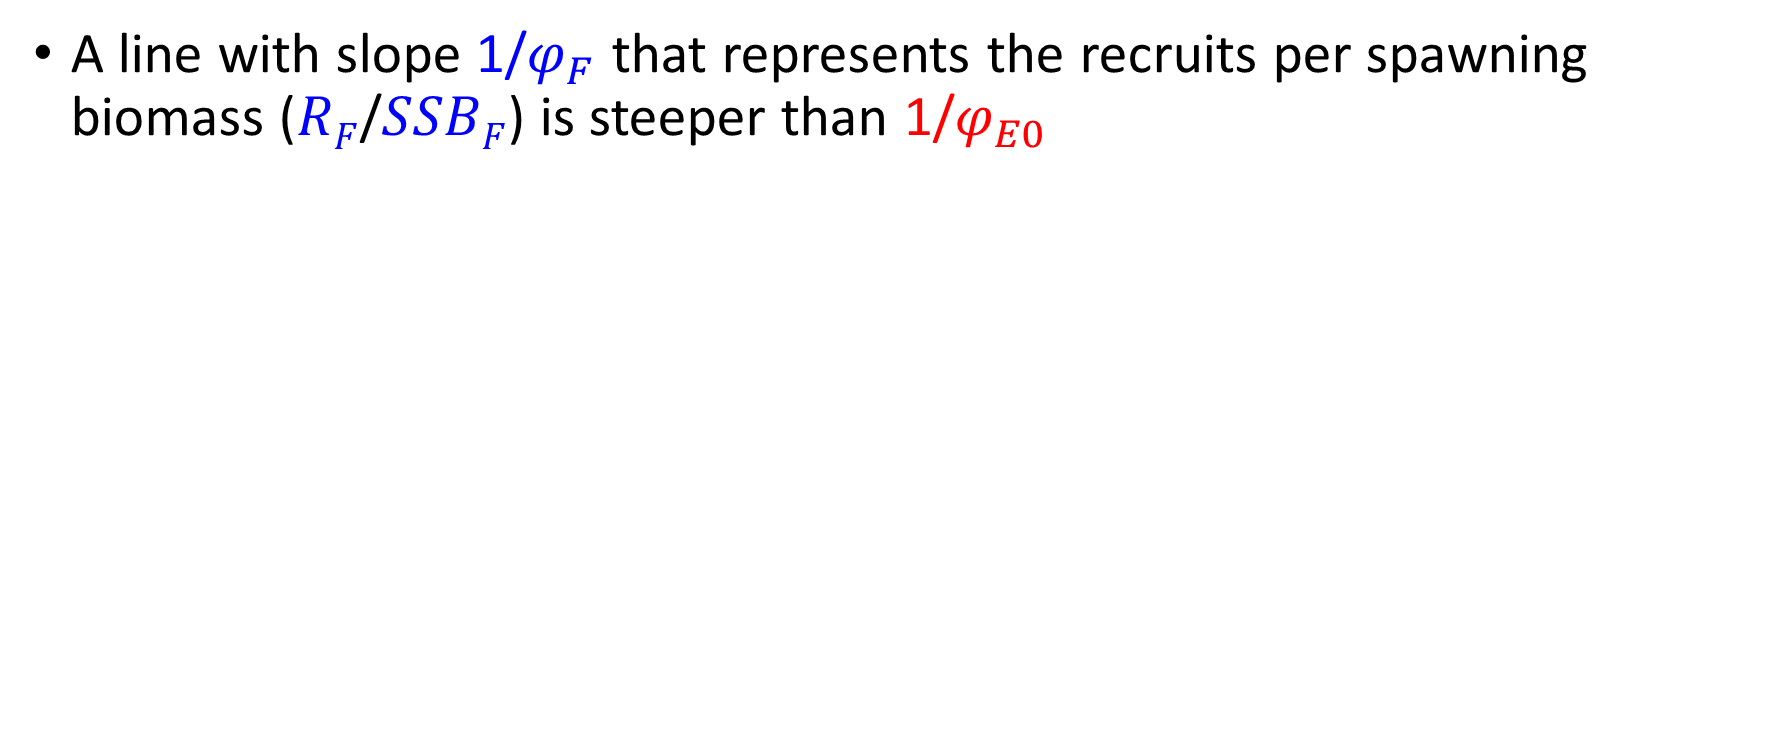 • A line with slope 1/φ_F that represents the recruits per spawning
biomass (R_F/SSB_F) is steeper than 1/φ_E0